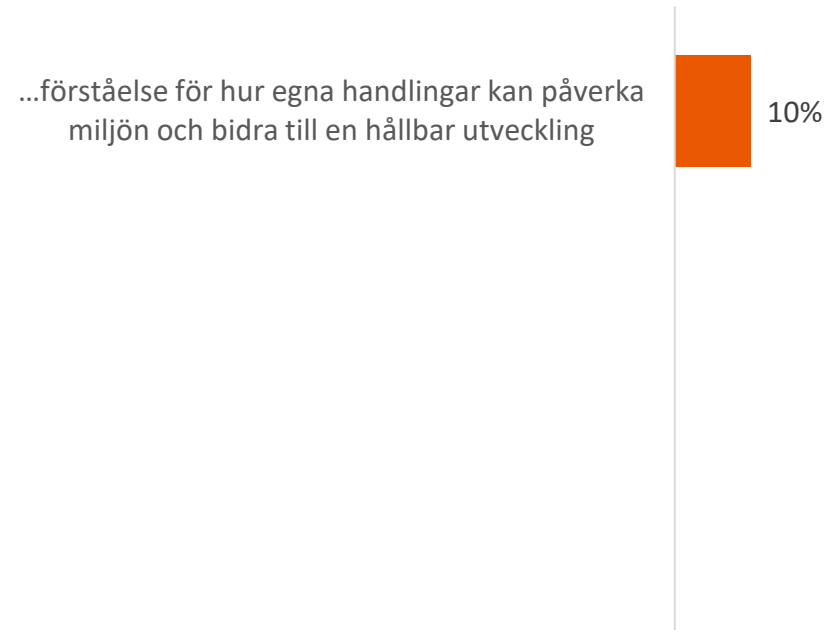 …förståelse för hur egna handlingar kan påverka
miljön och bidra till en hållbar utveckling
10%